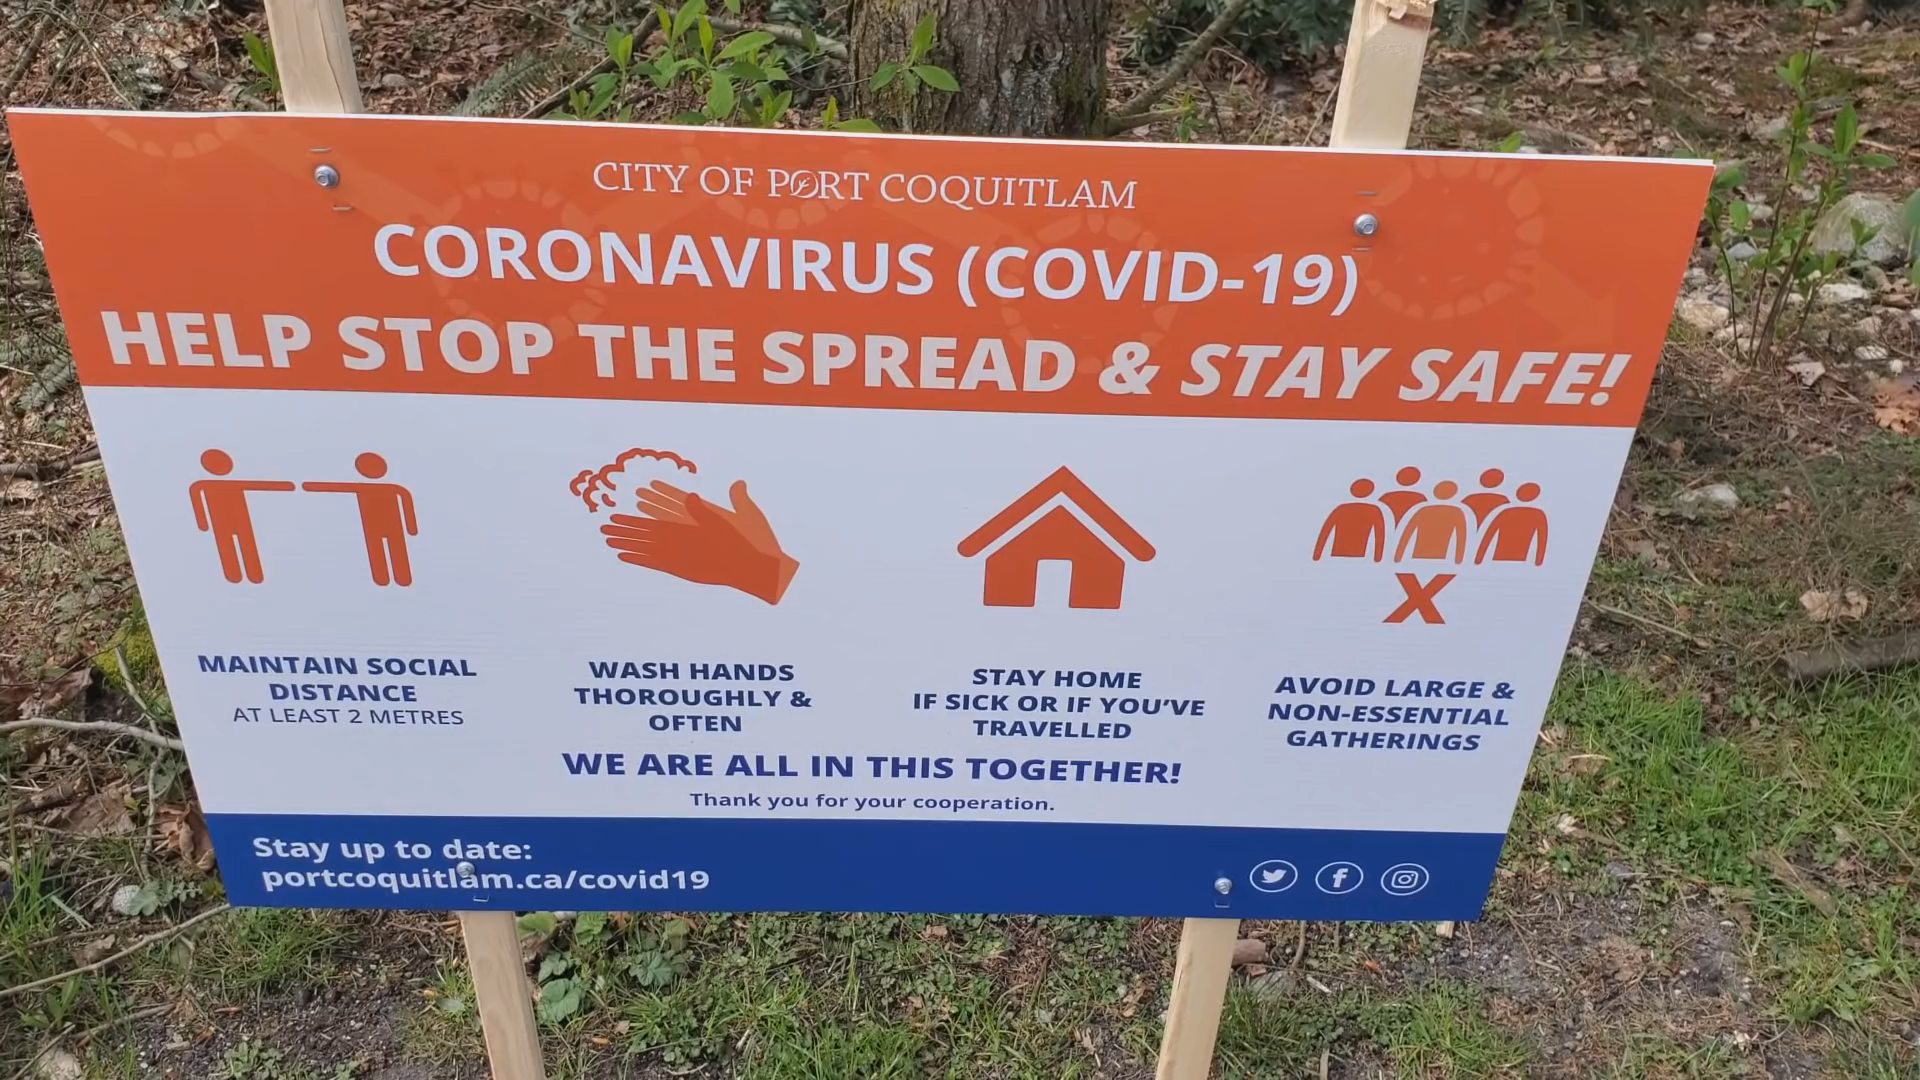 CITY OF PORT COQUITLAM
CORONAVIRUS (COVID-19)
HELP STOP THE SPREAD & STAY SAFE!
MAINTAIN SOCIAL
DISTANCE
AT LEAST 2 METRES
WASH HANDS
THOROUGHLY &
OFTEN
STAY HOME
IF SICK OR IF YOU'VE
TRAVELLED
AVOID LARGE &
NON-ESSENTIAL
GATHERINGS
WE ARE ALL IN THIS TOGETHER!
Thank you for your cooperation.
Stay up to date:
portcoquitlam.ca/covid19